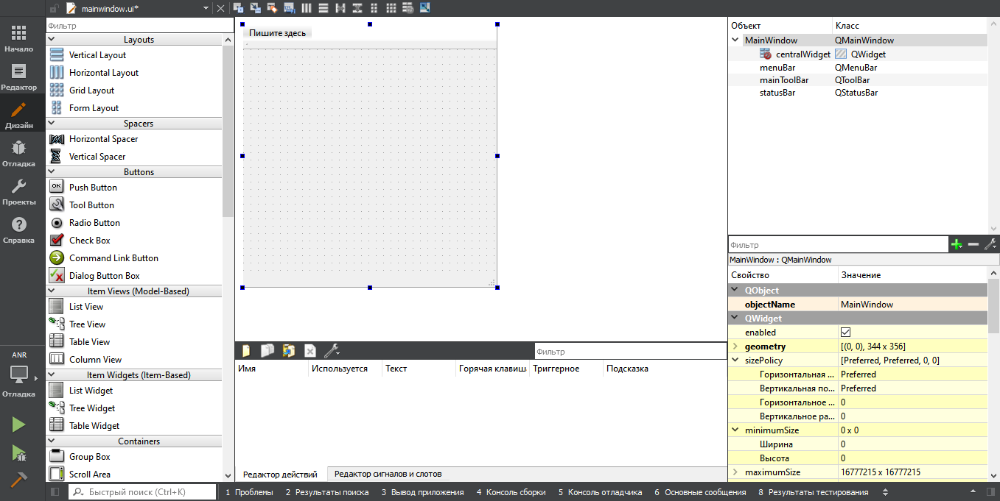 mainwindow.ui*
Начало
Редактор
Дизайн
Отладка
Проекты
Справка
ANR
Отладка
Фильтр
Layouts
Vertical Layout
Horizontal Layout
Grid Layout
Form Layout
Spacers
Horizontal Spacer
Vertical Spacer
Buttons
OK Push Button
Tool Button
Radio Button
Check Box
Command Link Button
Dialog Button Box
Item Views (Model-Based)
List View
Tree View
Table View
Column View
Item Widgets (Item-Based)
List Widget
Tree Widget
Table Widget
Containers
Group Box
Scroll Area
Пишите здесь
Фильтр
Имя Используется Текст Горячая клавиш Триггерное Подсказка
Редактор действий Редактор сигналов и слотов
Объект Класс
MainWindow QMainWindow
centralWidget QWidget
menuBar QMenuBar
mainToolBar QToolBar
statusBar QStatusBar
Фильтр
MainWindow : QMainWindow
Свойство Значение
QObject
objectName MainWindow
QWidget
enabled
geometry [(0, 0), 344 x 356]
sizePolicy [Preferred, Preferred, 0, 0]
Горизонтальная ... Preferred
Вертикальная по... Preferred
Горизонтальное ... 0
Вертикальное ра... 0
minimumSize 0 x 0
Ширина 0
Высота 0
maximumSize 16777215 x 16777215
Быстрый поиск (Ctrl+K) 1 Проблемы 2 Результаты поиска 3 Вывод приложения 4 Консоль сборки 5 Консоль отладчика 6 Основные сообщения 8 Результаты тестирования